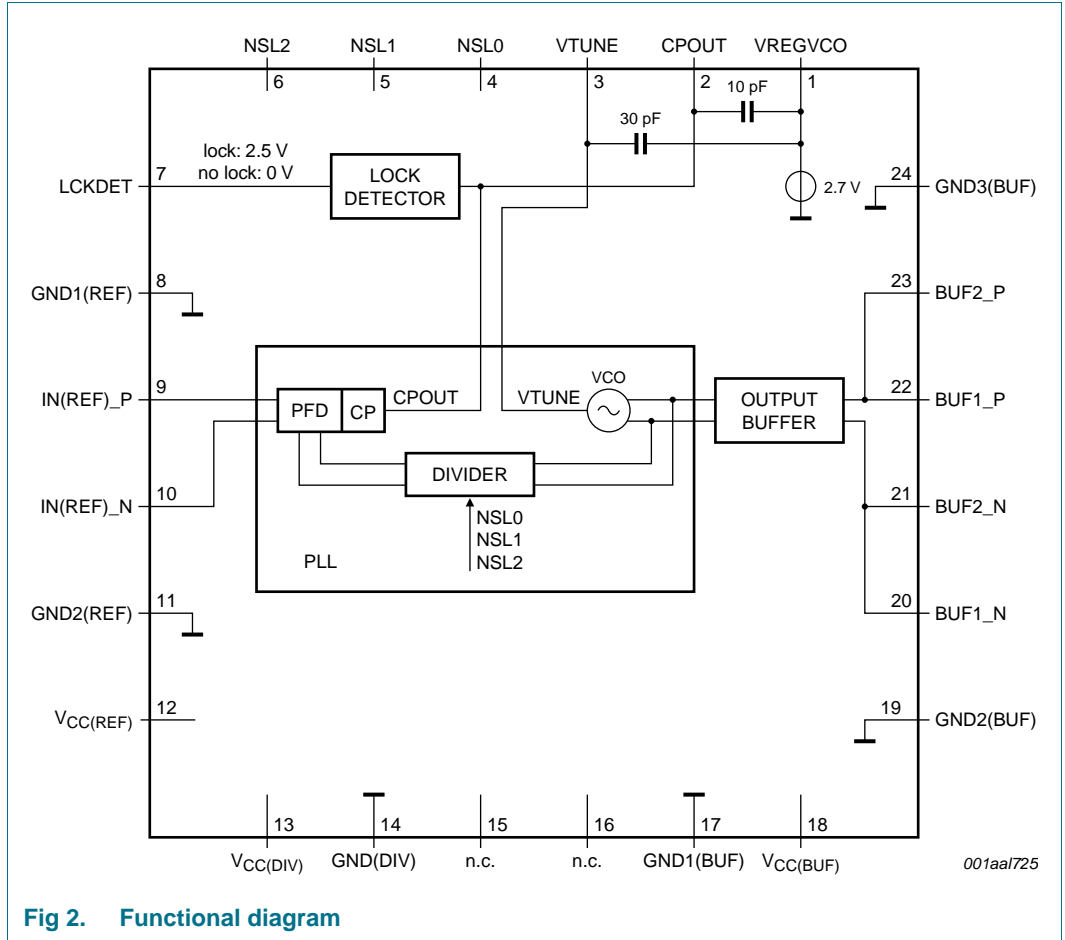 NSL2 NSL1 NSL0 VTUNE CPOUT VREGVCO
6 5 4 3 2 1
10 pF
30 pF
lock: 2.5 V
no lock: 0 V
LCKDET 7
LOCK
DETECTOR
2.7 V
24 GND3(BUF)
GND1(REF) 8
23 BUF2_P
IN(REF)_P 9
PFD CP CPOUT
VTUNE VCO
OUTPUT
BUFFER
22 BUF1_P
DIVIDER
IN(REF)_N 10
21 BUF2_N
NSL0
NSL1
NSL2
PLL
GND2(REF) 11
20 BUF1_N
VCC(REF) 12
19 GND2(BUF)
13 14 15 16 17 18
VCC(DIV) GND(DIV) n.c. n.c. GND1(BUF) VCC(BUF)
001aal725
Fig 2. Functional diagram